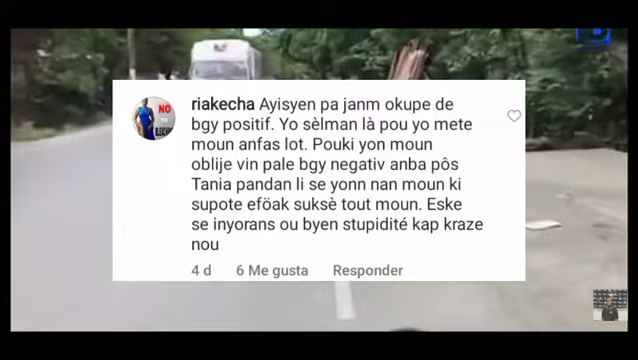 riakecha Ayisyen pa janm okupe de
bgy positif. Yo sèlman là pou yo mete
moun anfas lot. Pouki yon moun
oblije vin pale bgy negativ anba pôs
Tania pandan li se yonn nan moun ki
supote eföak suksè tout moun. Eske
se inyorans ou byen stupidité kap kraze
nou
4 d 6 Me gusta Responder
NO